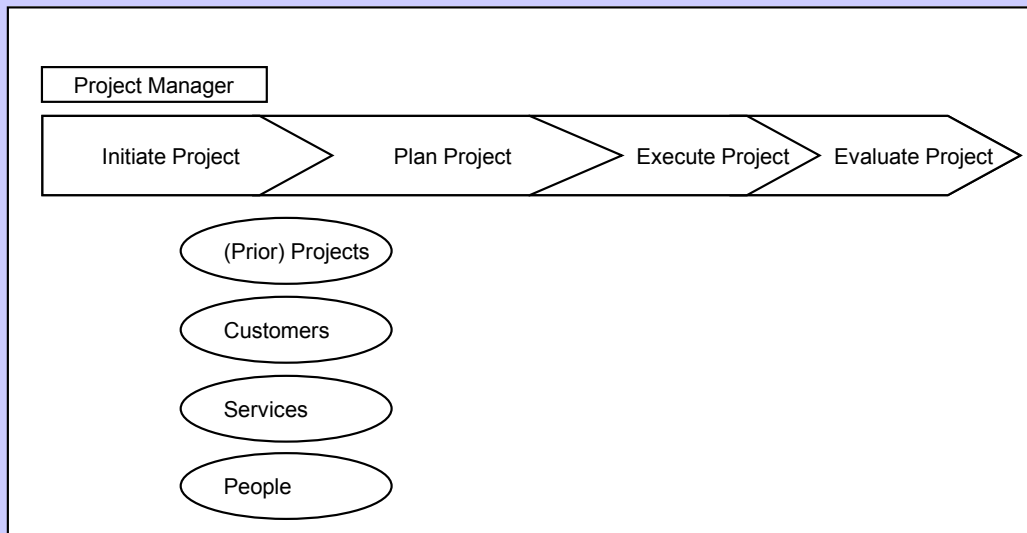 Project Manager
Initiate Project
Plan Project
Execute Project
Evaluate Project
(Prior) Projects
Customers
Services
People